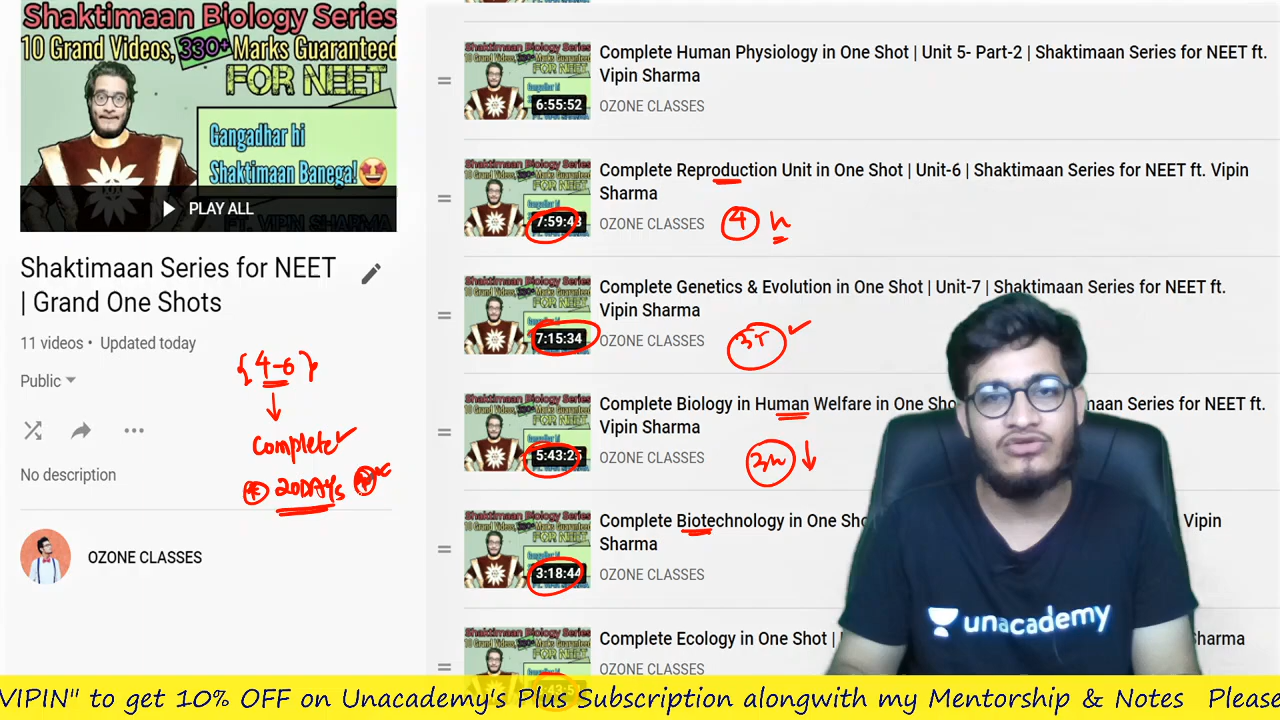 Shaktimaan Biology Series
10 Grand Videos, 330+ Marks Guaranteed
FOR NEET
Gangadhar hi
Shaktimaan Banega!
PLAY ALL
FT. VIPIN SHARMA
Shaktimaan Series for NEET
| Grand One Shots
11 videos • Updated today
Public
No description
OZONE CLASSES
{4-6}
Complete
20DAYS
Complete Human Physiology in One Shot | Unit 5- Part-2 | Shaktimaan Series for NEET ft.
Vipin Sharma
OZONE CLASSES
6:55:52
Complete Reproduction Unit in One Shot | Unit-6 | Shaktimaan Series for NEET ft. Vipin
Sharma
OZONE CLASSES
7:59:43
4 h
Complete Genetics & Evolution in One Shot | Unit-7 | Shaktimaan Series for NEET ft.
Vipin Sharma
OZONE CLASSES
7:15:34
Complete Biology in Human Welfare in One Sho
maan Series for NEET ft.
Vipin Sharma
OZONE CLASSES
5:43:25
Complete Biotechnology in One Sho
Vipin
Sharma
OZONE CLASSES
3:18:44
Complete Ecology in One Shot |
Sharma
OZONE CLASSES
unacademy
VIPIN" to get 10% OFF on Unacademy's Plus Subscription alongwith my Mentorship & Notes Please